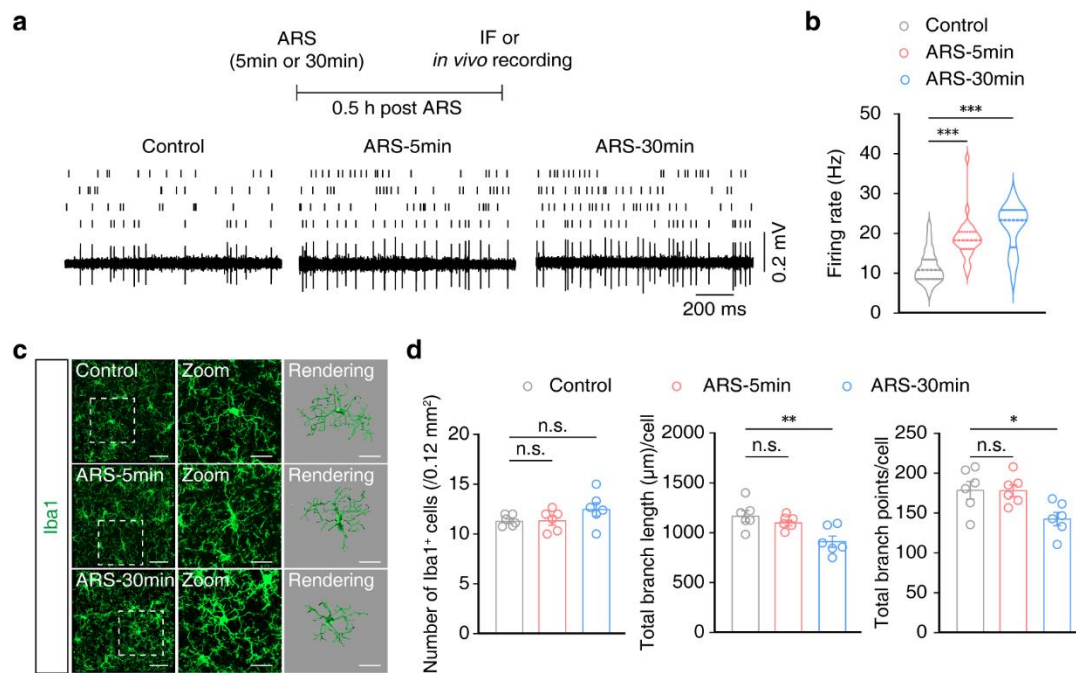 a
ARS
(5min or 30min)
IF or
in vivo recording
0.5 h post ARS
Control
ARS-5min
ARS-30min
0.2 mV
200 ms
b
Control
ARS-5min
ARS-30min
Firing rate (Hz)
50
40
30
20
10
0
***
***
c
Iba1
Control
Zoom
Rendering
ARS-5min
Zoom
Rendering
ARS-30min
Zoom
Rendering
d
Control
ARS-5min
ARS-30min
Number of Iba1⁺ cells (/0.12 mm²)
20
15
10
5
0
n.s.
n.s.
Total branch length (µm)/cell
2000
1500
1000
500
0
**
n.s.
Total branch points/cell
250
200
150
100
50
0
*
n.s.